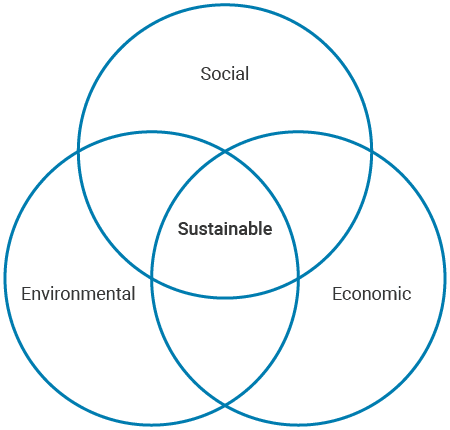 Social
Sustainable
Environmental
Economic